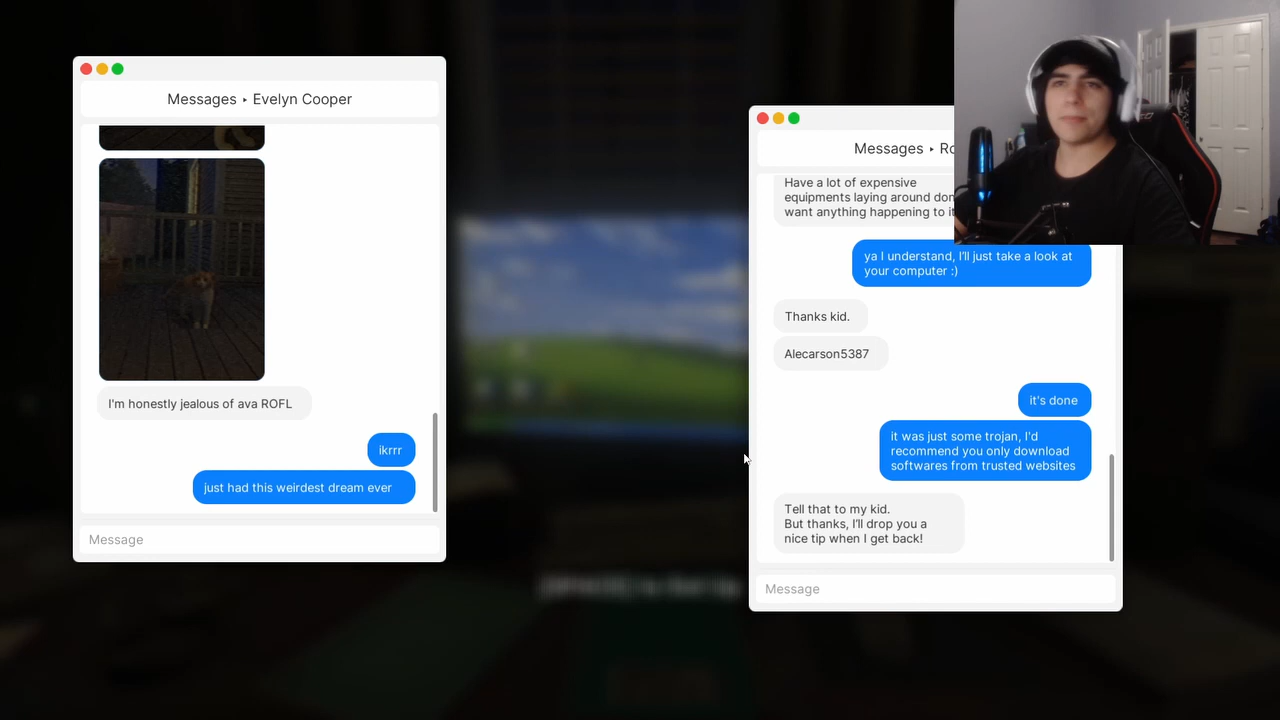 Messages ‣ Evelyn Cooper
I'm honestly jealous of ava ROFL
ikrrr
just had this weirdest dream ever
Message
Messages ‣ Ro
Have a lot of expensive
equipments laying around don
want anything happening to it
ya I understand, I'll just take a look at
your computer :)
Thanks kid.
Alecarson5387
it's done
it was just some trojan, I'd
recommend you only download
softwares from trusted websites
Tell that to my kid.
But thanks, I'll drop you a
nice tip when I get back!
Message